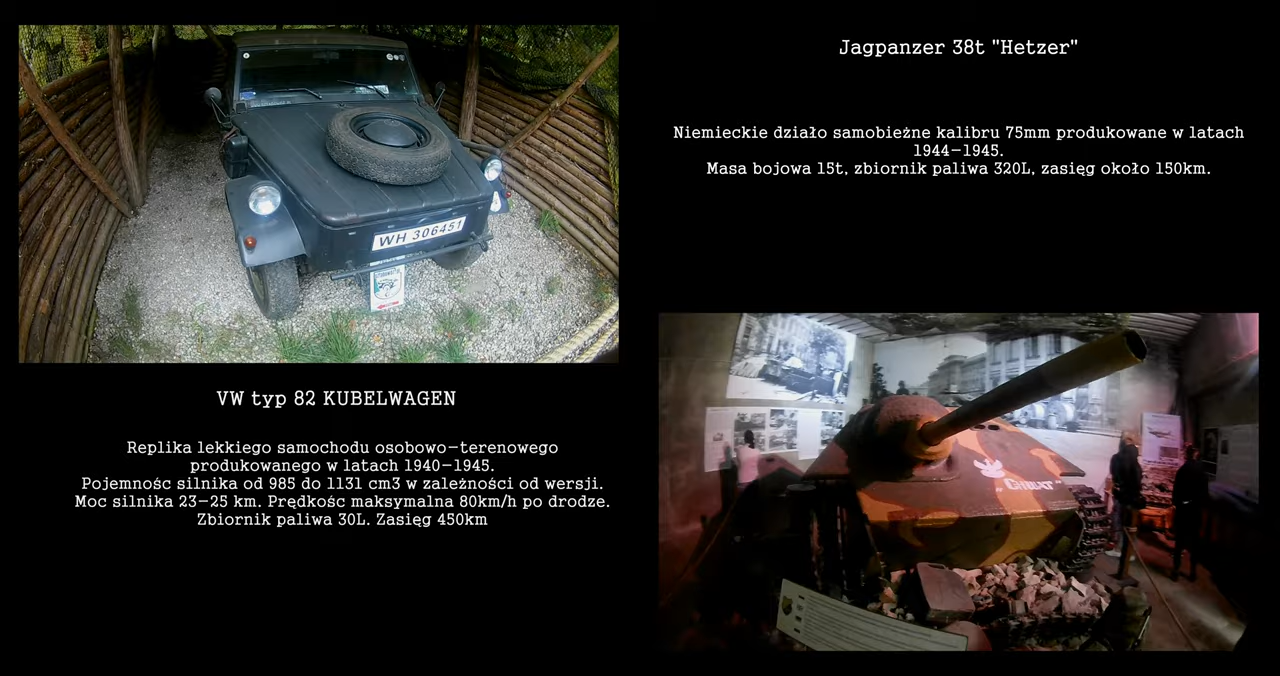 WH 306451
VW typ 82 KUBELWAGEN
Replika lekkiego samochodu osobowo-terenowego
produkowanego w latach 1940-1945.
Pojemnośc silnika od 985 do 1131 cm3 w zależności od wersji.
Moc silnika 23-25 km. Prędkośc maksymalna 80km/h po drodze.
Zbiornik paliwa 30L. Zasięg 450km
Jagpanzer 38t "Hetzer"
Niemieckie działo samobieżne kalibru 75mm produkowane w latach
1944-1945.
Masa bojowa 15t, zbiornik paliwa 320L, zasięg około 150km.
„CHWAT”